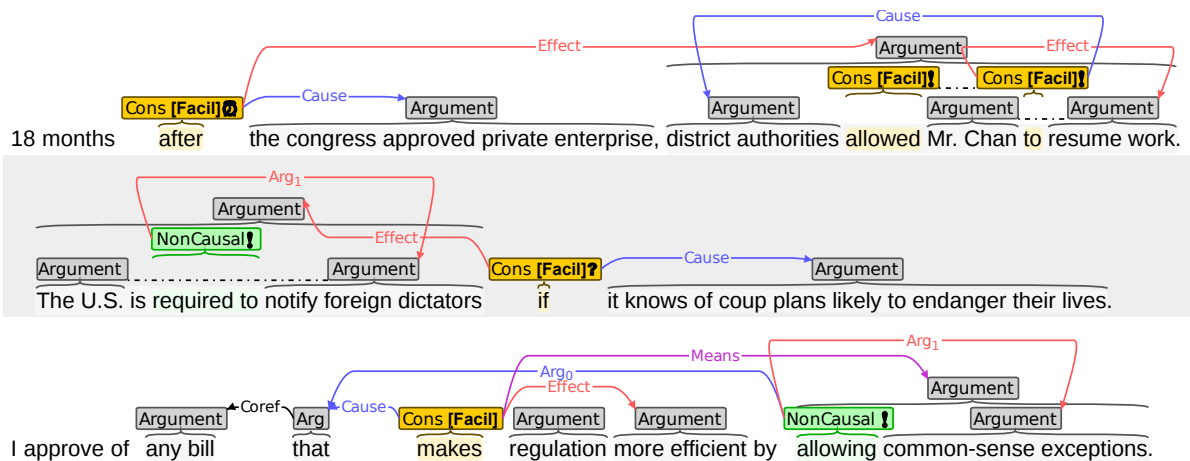 Cause
Effect Argument Effect
Cons [Facil]! Cons [Facil]!
Cons [Facil] Cause Argument Argument Argument Argument
18 months after the congress approved private enterprise, district authorities allowed Mr. Chan to resume work.
Arg1
Argument
NonCausal! Effect
Argument Argument Cons [Facil]? Cause Argument
The U.S. is required to notify foreign dictators if it knows of coup plans likely to endanger their lives.
Means Arg1
Arg0
Effect Argument
Argument Coref Arg Cause Cons [Facil] Argument Argument NonCausal ! Argument
I approve of any bill that makes regulation more efficient by allowing common-sense exceptions.